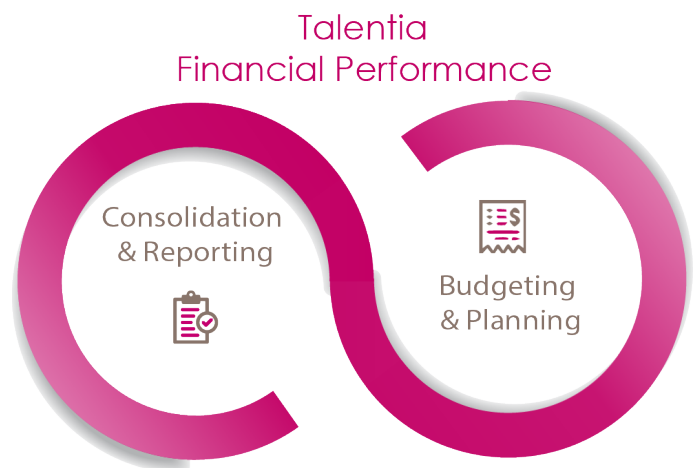 Talentia
Financial Performance
Consolidation
& Reporting
$
Budgeting
& Planning